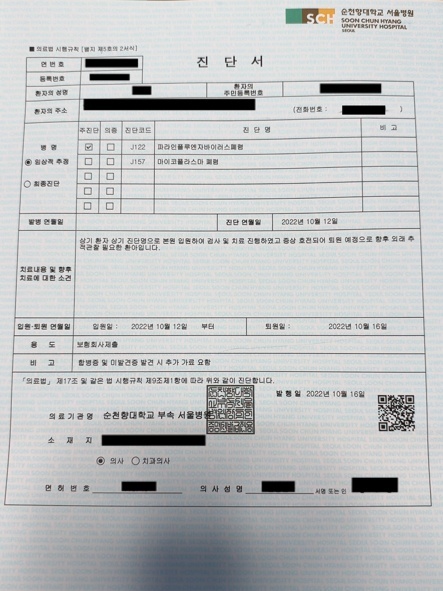 SCH 순천향대학교 서울병원
SOON CHUN HYANG
UNIVERSITY HOSPITAL
SEOUL
■ 의료법 시행규칙 [별지 제5호의 2서식]
진 단 서
연 번 호
등록번호
환자의 성명
환자의 주민등록번호
환자의 주소
(전화번호 : )
병 명
임상적 추정
최종진단
주진단 의증 진단코드 진 단 명 비 고
J122 파라인플루엔자바이러스폐렴
J157 마이코플라스마 폐렴
발병 연월일 진단 연월일 2022년 10월 12일
치료내용 및 향후 치료에 대한 소견
상기 환자 상기 진단명으로 본원 입원하여 검사 및 치료 진행하였고 증상 호전되어 퇴원 예정으로 향후 외래 추
적관찰 필요한 환아입니다.
입원·퇴원 연월일 입원일 : 2022년 10월 12일 부터 퇴원일 : 2022년 10월 16일
용 도 보험회사제출
비 고 합병증 및 미발견증 발견 시 추가 가료 요함
「의료법」 제17조 및 같은 법 시행규칙 제9조제1항에 따라 위와 같이 진단합니다.
발 행 일 2022년 10월 16일
의 료 기 관 명 순천향대학교 부속 서울병원
소 재 지
의사 치과의사
면 허 번 호 의 사 성 명 서명 또는 인